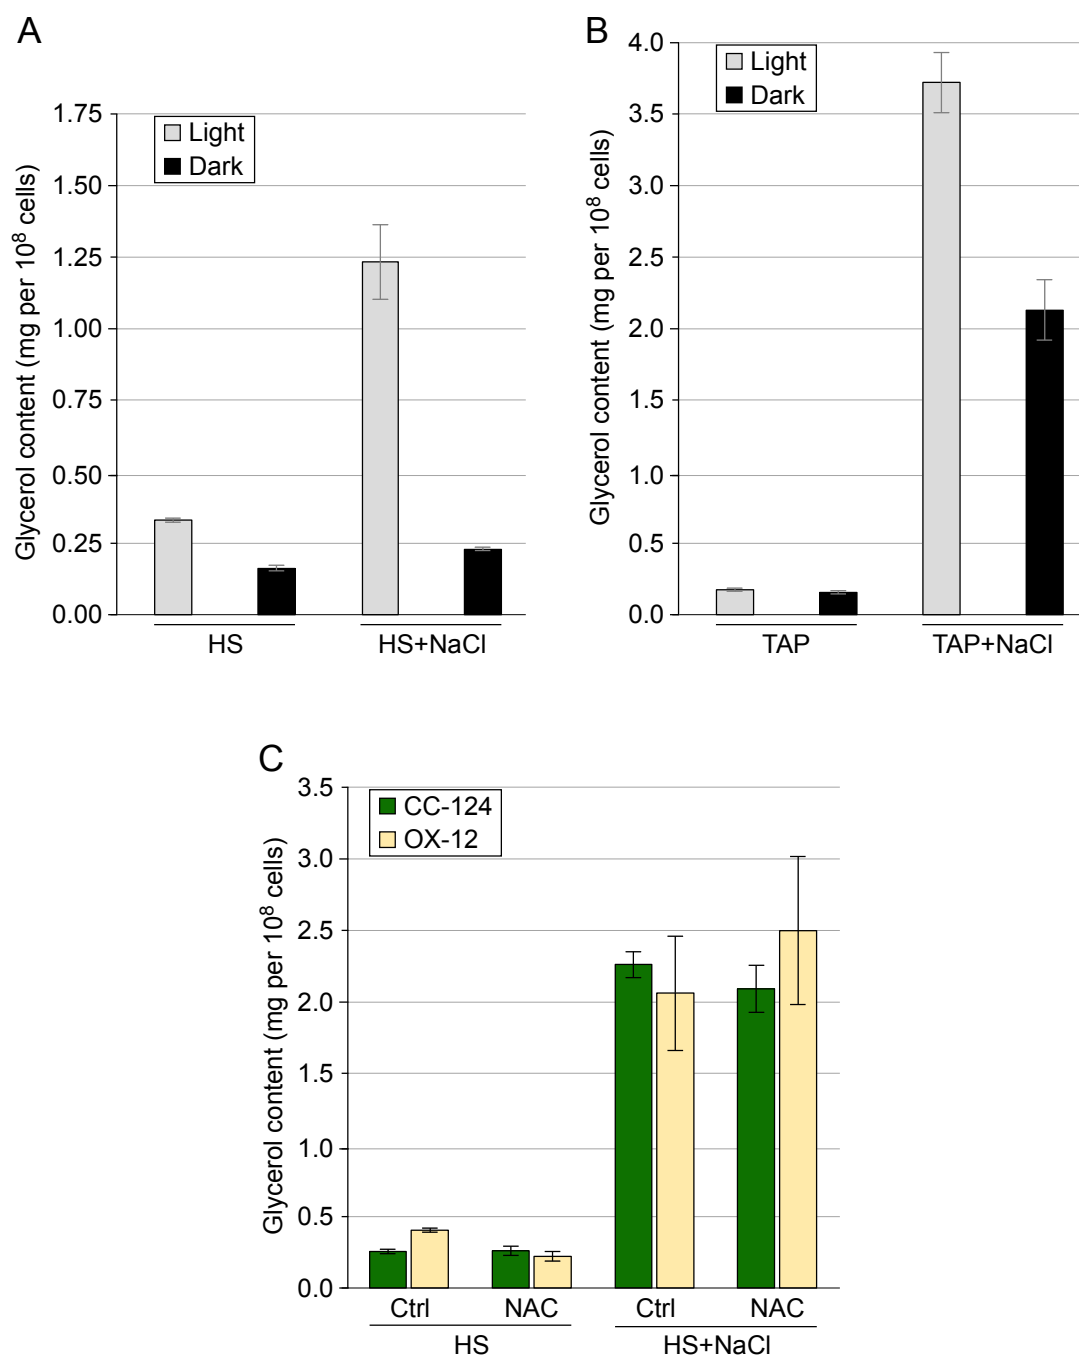 A
Glycerol content (mg per 10⁸ cells)
1.75
1.50
1.25
1.00
0.75
0.50
0.25
0.00
Light
Dark
HS
HS+NaCl
B
Glycerol content (mg per 10⁸ cells)
4.0
3.5
3.0
2.5
2.0
1.5
1.0
0.5
0.0
Light
Dark
TAP
TAP+NaCl
C
Glycerol content (mg per 10⁸ cells)
3.5
3.0
2.5
2.0
1.5
1.0
0.5
0.0
CC-124
OX-12
Ctrl NAC Ctrl NAC
HS HS+NaCl